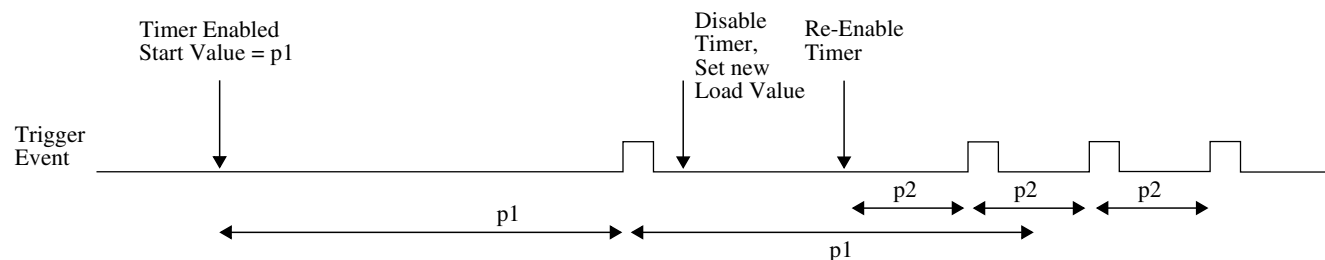 Timer Enabled
Start Value = p1
Disable
Timer,
Set new
Load Value
Re-Enable
Timer
Trigger
Event
p2
p2
p2
p1
p1